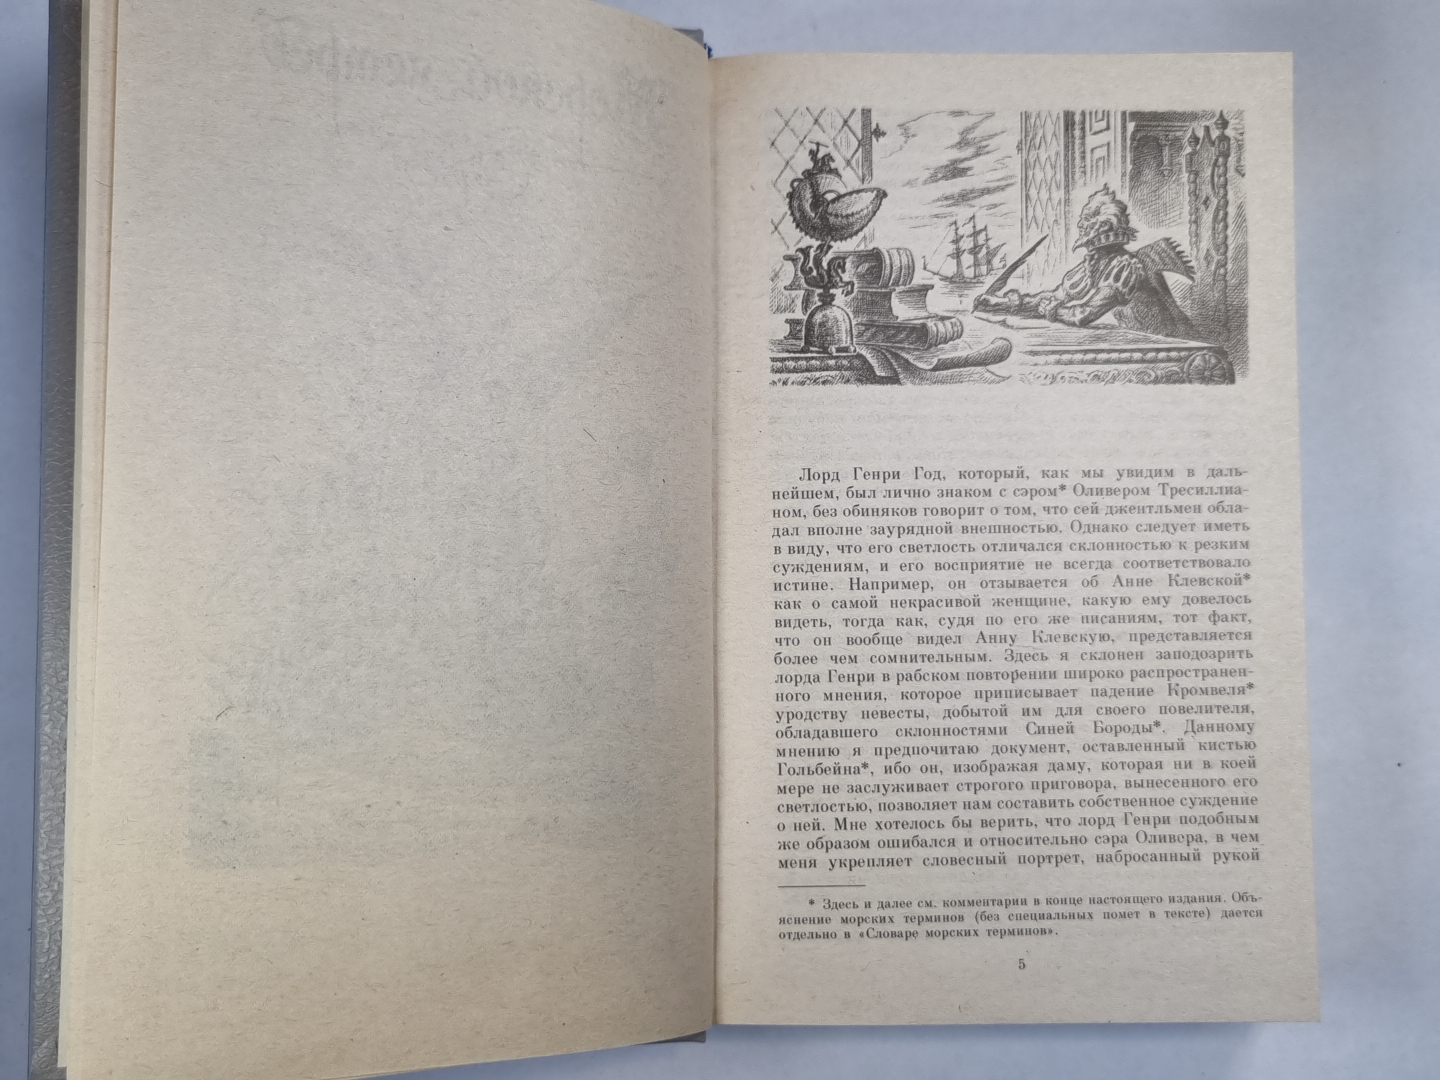 Лорд Генри Год, который, как мы увидим в даль-
нейшем, был лично знаком с сэром* Оливером Тресиллиа-
ном, без обиняков говорит о том, что сей джентльмен обла-
дал вполне заурядной внешностью. Однако следует иметь
в виду, что его светлость отличался склонностью к резким
суждениям, и его восприятие не всегда соответствовало
истине. Например, он отзывается об Анне Клевской*
как о самой некрасивой женщине, какую ему довелось
видеть, тогда как, судя по его же писаниям, тот факт,
что он вообще видел Анну Клевскую, представляется
более чем сомнительным. Здесь я склонен заподозрить
лорда Генри в рабском повторении широко распространен-
ного мнения, которое приписывает падение Кромвеля*
уродству невесты, добытой им для своего повелителя,
обладавшего склонностями Синей Бороды*. Данному
мнению я предпочитаю документ, оставленный кистью
Гольбейна*, ибо он, изображая даму, которая ни в коей
мере не заслуживает строгого приговора, вынесенного его
светлостью, позволяет нам составить собственное суждение
о ней. Мне хотелось бы верить, что лорд Генри подобным
же образом ошибался и относительно сэра Оливера, в чем
меня укрепляет словесный портрет, набросанный рукой
* Здесь и далее см. комментарии в конце настоящего издания. Объ-
яснение морских терминов (без специальных помет в тексте) дается
отдельно в «Словаре морских терминов».
5